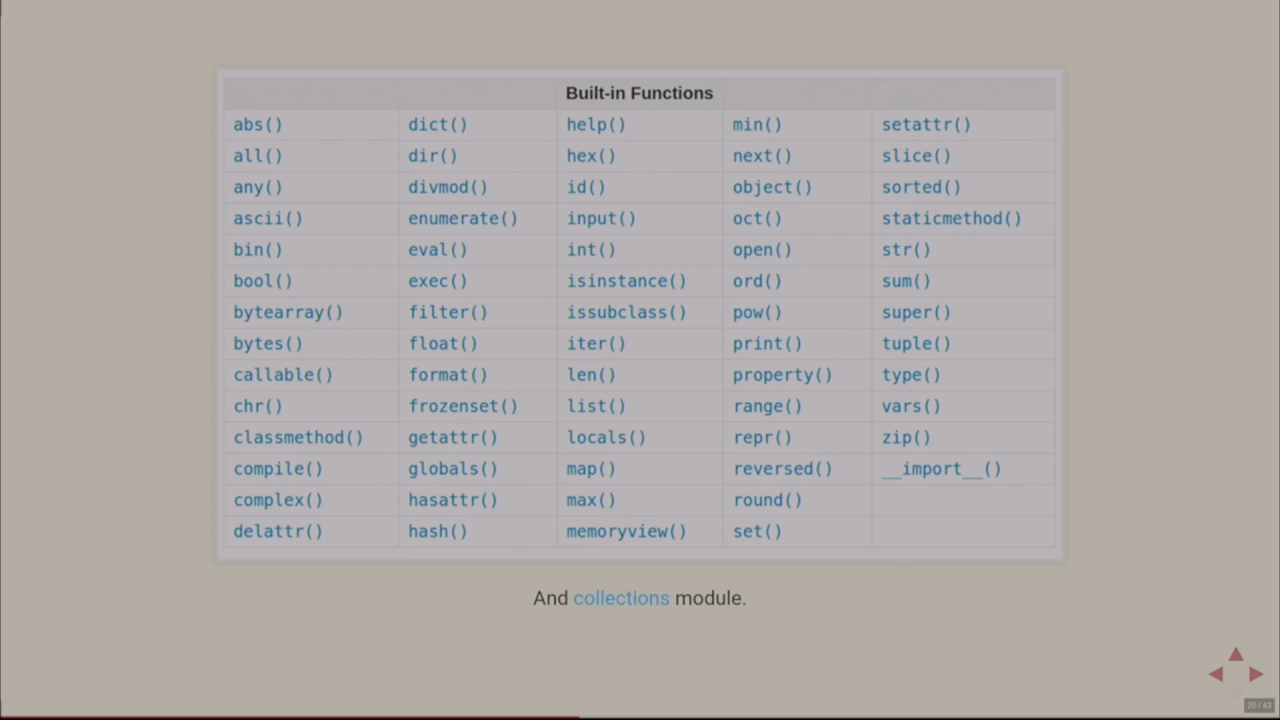 Built-in Functions
abs() dict() help() min() setattr()
all() dir() hex() next() slice()
any() divmod() id() object() sorted()
ascii() enumerate() input() oct() staticmethod()
bin() eval() int() open() str()
bool() exec() isinstance() ord() sum()
bytearray() filter() issubclass() pow() super()
bytes() float() iter() print() tuple()
callable() format() len() property() type()
chr() frozenset() list() range() vars()
classmethod() getattr() locals() repr() zip()
compile() globals() map() reversed() __import__()
complex() hasattr() max() round()
delattr() hash() memoryview() set()
And collections module.
20 / 43